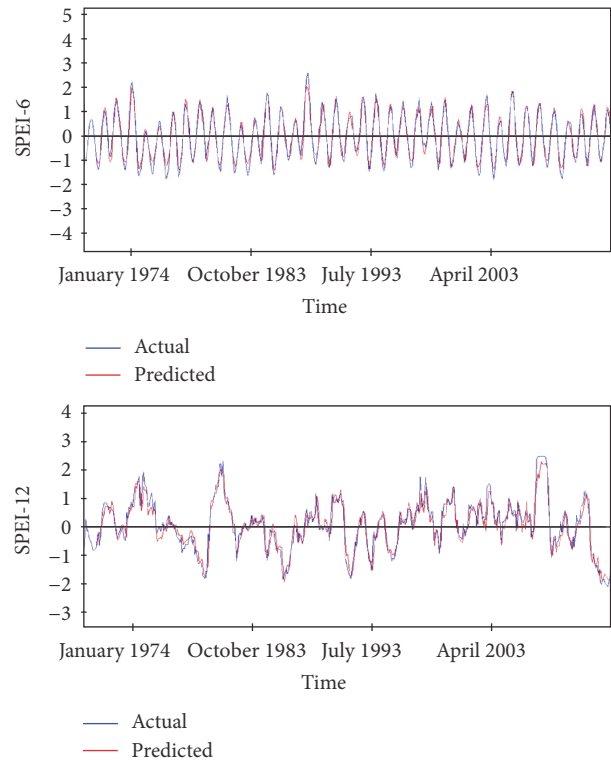 5
4
3
2
1
0
−1
−2
−3
−4
SPEI-6
January 1974 October 1983 July 1993 April 2003
Time
Actual
Predicted
4
3
2
1
0
−1
−2
−3
SPEI-12
January 1974 October 1983 July 1993 April 2003
Time
Actual
Predicted